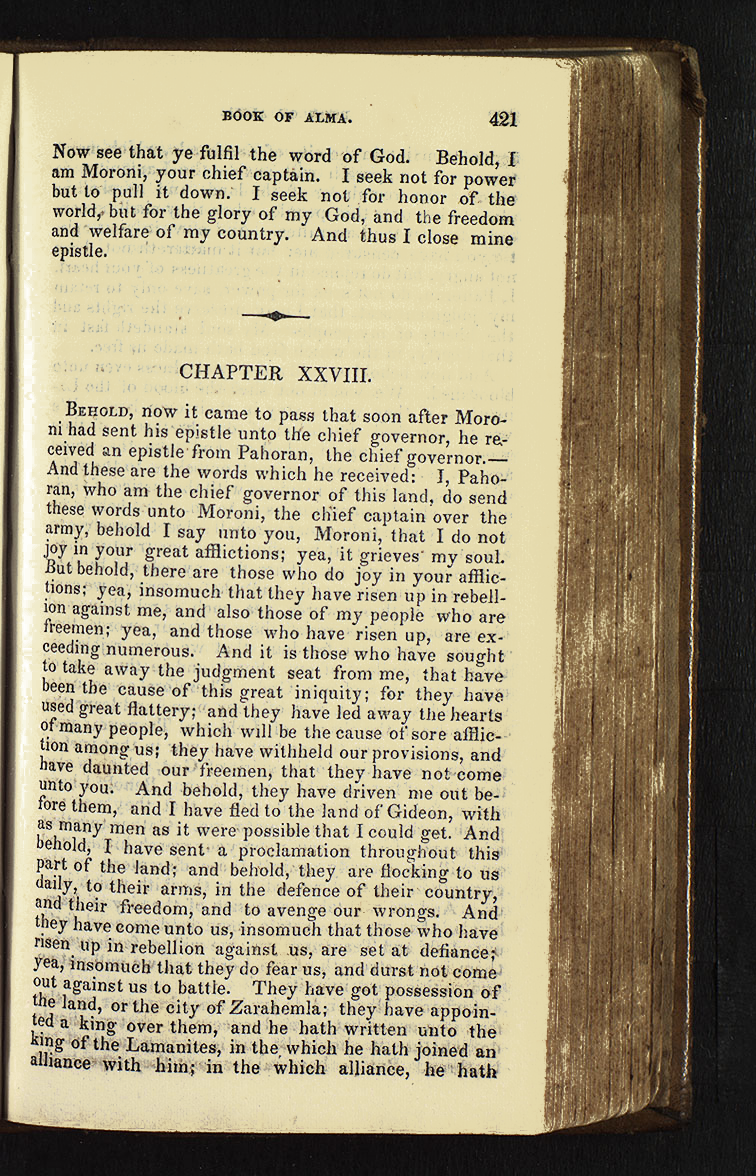 BOOK OF ALMA. 421
Now see that ye fulfil the word of God. Behold, I
am Moroni, your chief captain. I seek not for power
but to pull it down. I seek not for honor of the
world, but for the glory of my God, and the freedom
and welfare of my country. And thus I close mine
epistle.
CHAPTER XXVIII.
BEHOLD, now it came to pass that soon after Moro-
ni had sent his epistle unto the chief governor, he re-
ceived an epistle from Pahoran, the chief governor.—
And these are the words which he received: I, Paho-
ran, who am the chief governor of this land, do send
these words unto Moroni, the chief captain over the
army, behold I say unto you, Moroni, that I do not
joy in your great afflictions; yea, it grieves my soul.
But behold, there are those who do joy in your afflic-
tions; yea, insomuch that they have risen up in rebell-
ion against me, and also those of my people who are
freemen; yea, and those who have risen up, are ex-
ceeding numerous. And it is those who have sought
to take away the judgment seat from me, that have
been the cause of this great iniquity; for they have
used great flattery; and they have led away the hearts
of many people, which will be the cause of sore afflic-
tion among us; they have withheld our provisions, and
have daunted our freemen, that they have not come
unto you. And behold, they have driven me out be-
fore them, and I have fled to the land of Gideon, with
as many men as it were possible that I could get. And
behold, I have sent a proclamation throughout this
part of the land; and behold, they are flocking to us
daily, to their arms, in the defence of their country,
and their freedom, and to avenge our wrongs. And
they have come unto us, insomuch that those who have
risen up in rebellion against us, are set at defiance;
yea, insomuch that they do fear us, and durst not come
out against us to battle. They have got possession of
the land, or the city of Zarahemla; they have appoin-
ted a king over them, and he hath written unto the
king of the Lamanites, in the which he hath joined an
alliance with him; in the which alliance, he hath